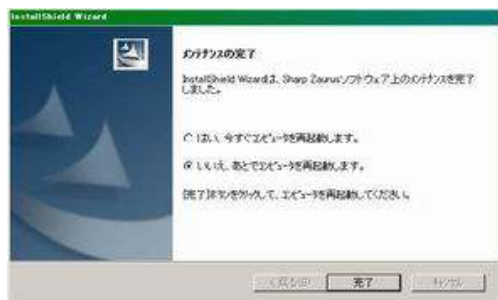 InstallShield Wizard
メンテナンスの完了
InstallShield Wizardは、Sharp Zaurusソフトウェア上のメンテナンスを完了
しました。
はい、今すぐコンピュータを再起動します。
いいえ、あとでコンピュータを再起動します。
[完了]ボタンをクリックして、コンピュータを再起動してください。
< 戻る(B)
完了
キャンセル